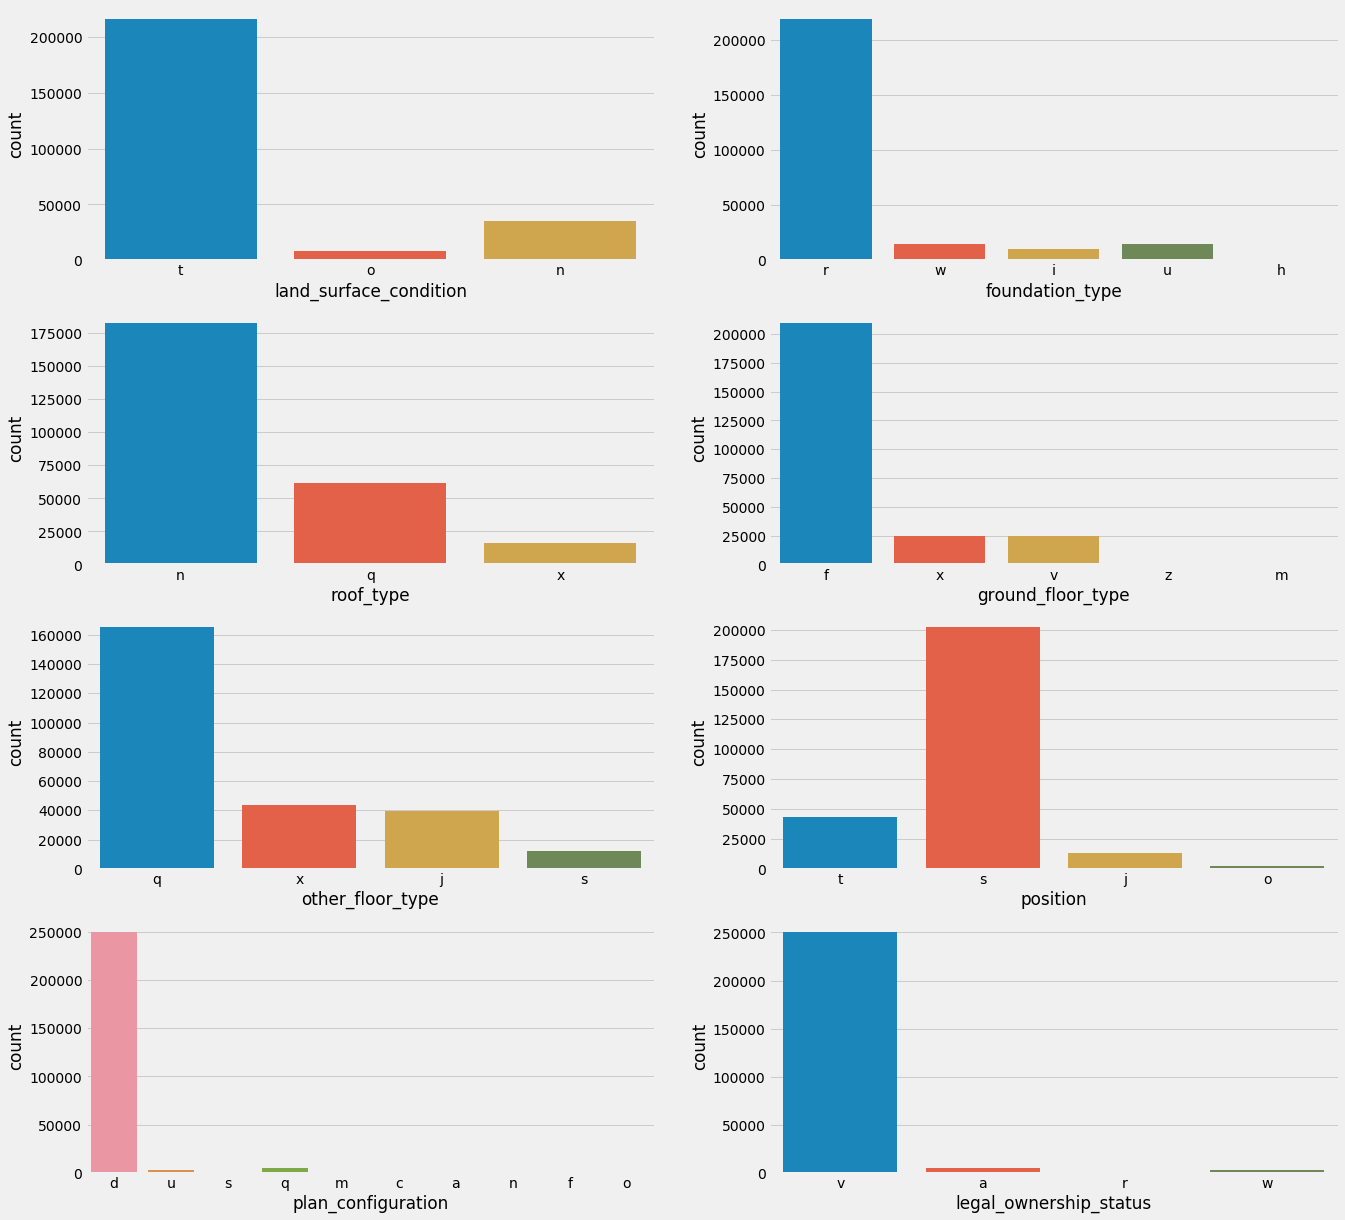 200000
150000
100000
50000
0
count
t o n
land_surface_condition
200000
150000
100000
50000
0
count
r w i u h
foundation_type
175000
150000
125000
100000
75000
50000
25000
0
count
n q x
roof_type
200000
175000
150000
125000
100000
75000
50000
25000
0
count
f x v z m
ground_floor_type
160000
140000
120000
100000
80000
60000
40000
20000
0
count
q x j s
other_floor_type
200000
175000
150000
125000
100000
75000
50000
25000
0
count
t s j o
position
250000
200000
150000
100000
50000
0
count
d u s q m c a n f o
plan_configuration
250000
200000
150000
100000
50000
0
count
v a r w
legal_ownership_status